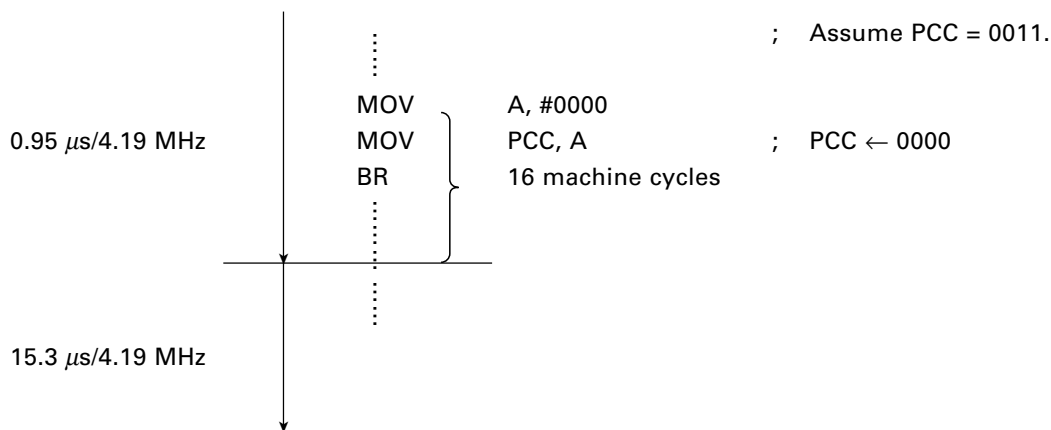 ; Assume PCC = 0011.
MOV A, #0000
0.95 μs/4.19 MHz MOV PCC, A ; PCC ← 0000
BR 16 machine cycles
15.3 μs/4.19 MHz